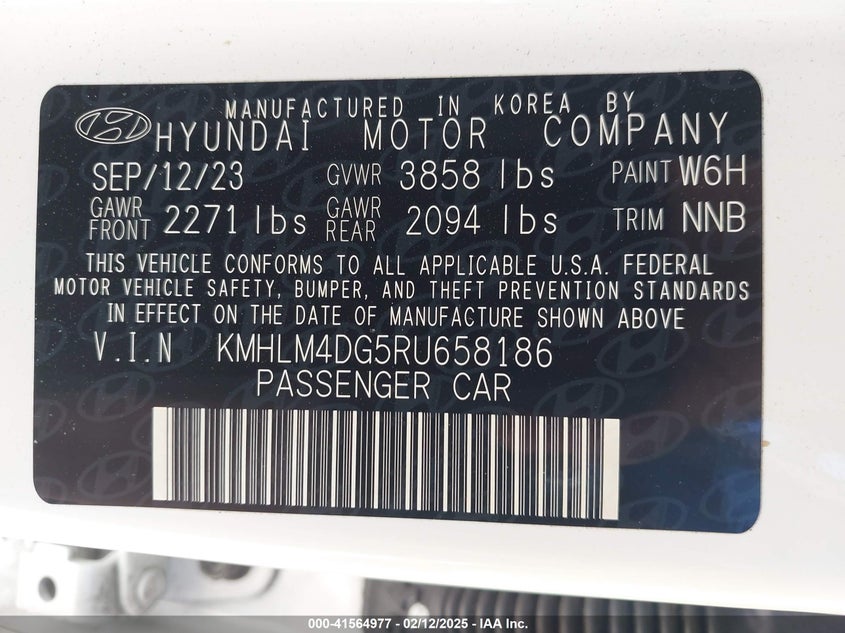 MANUFACTURED IN KOREA BY
HYUNDAI MOTOR COMPANY
SEP/12/23 GVWR 3858 lbs PAINT W6H
GAWR FRONT 2271 lbs GAWR REAR 2094 lbs TRIM NNB
THIS VEHICLE CONFORMS TO ALL APPLICABLE U.S.A. FEDERAL
MOTOR VEHICLE SAFETY, BUMPER, AND THEFT PREVENTION STANDARDS
IN EFFECT ON THE DATE OF MANUFACTURE SHOWN ABOVE
V.I.N KMHLM4DG5RU658186
PASSENGER CAR
000-41564977 - 02/12/2025 - IAA Inc.